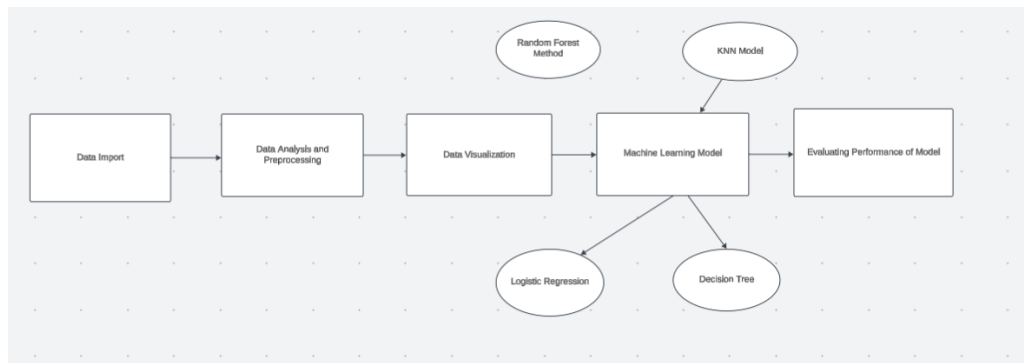 Random Forest
Method
KNN Model
Data Import
Data Analysis and
Preprocessing
Data Visualization
Machine Learning Model
Evaluating Performance of Model
Logistic Regression
Decision Tree